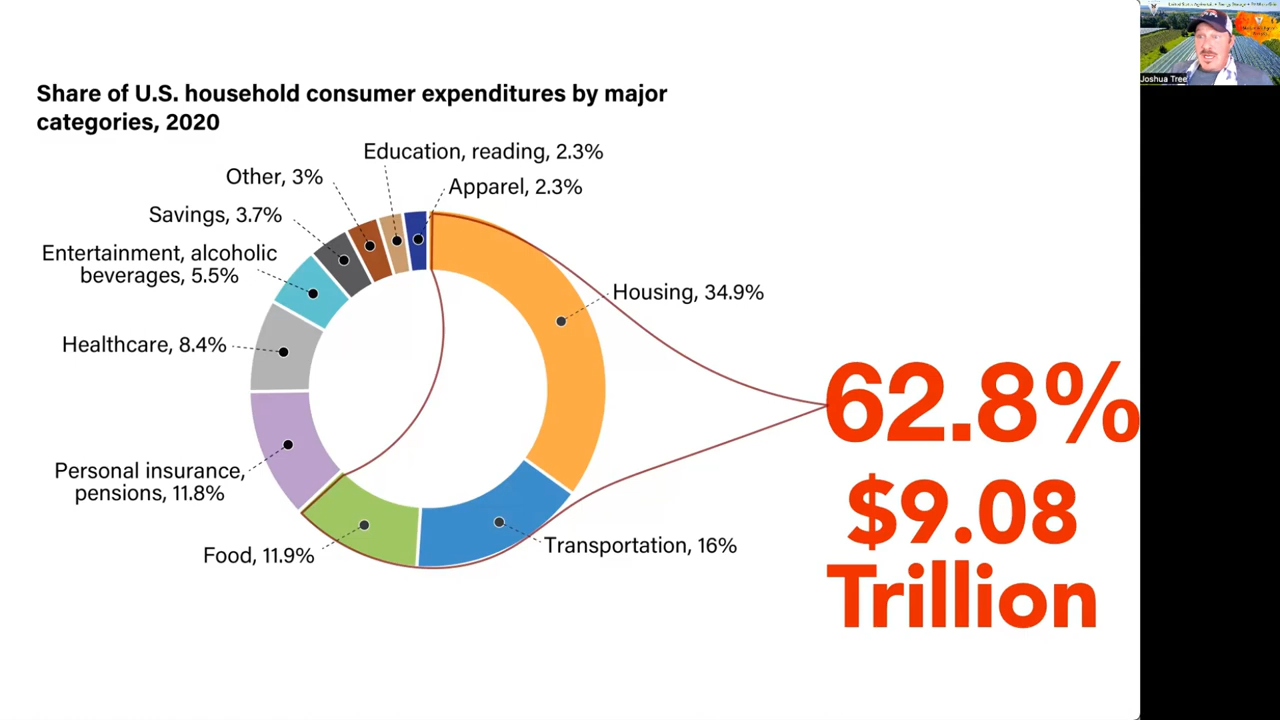 Share of U.S. household consumer expenditures by major
categories, 2020
Education, reading, 2.3%
Other, 3%
Apparel, 2.3%
Savings, 3.7%
Entertainment, alcoholic
beverages, 5.5%
Housing, 34.9%
Healthcare, 8.4%
62.8%
Personal insurance,
pensions, 11.8%
$9.08
Food, 11.9%
Transportation, 16%
Trillion
Joshua Tree